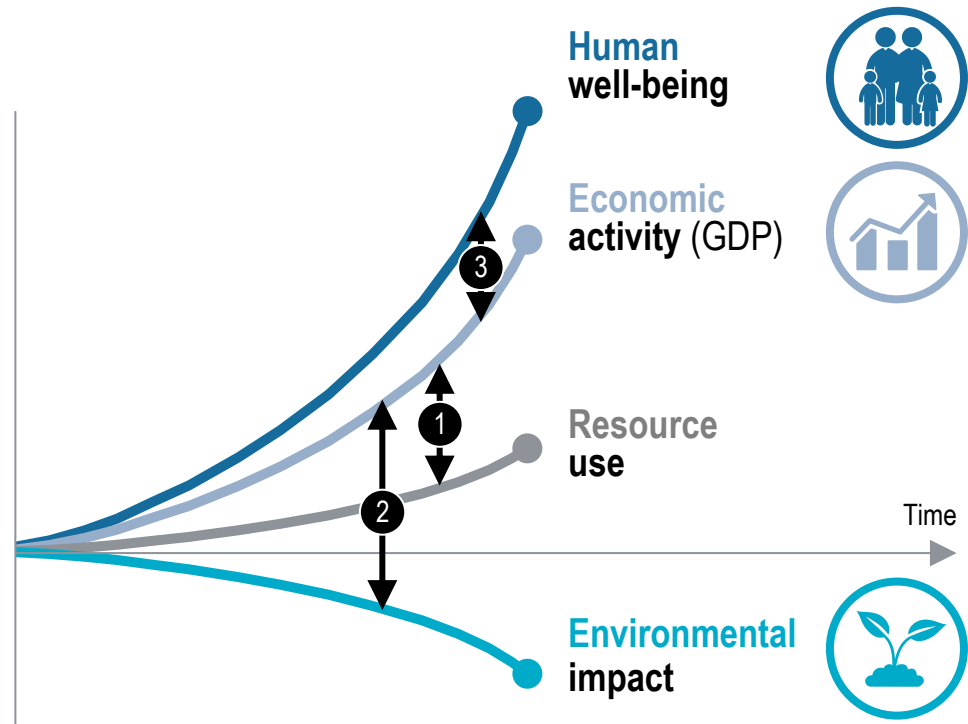 Human
well-being
Economic
activity (GDP)
3
1
Resource
use
2
Time
Environmental
impact